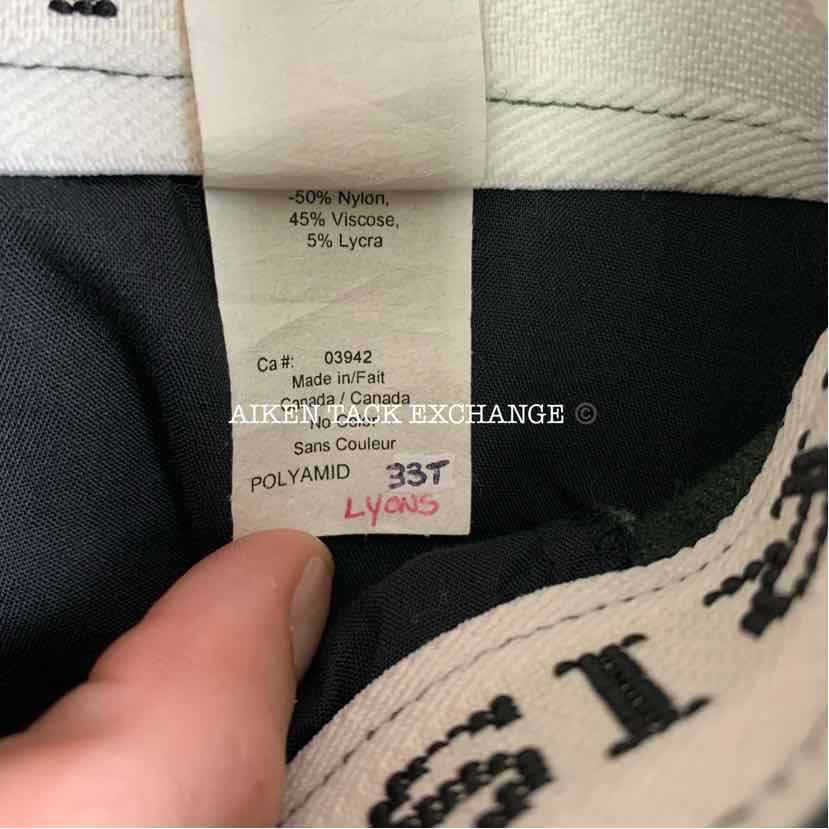 -50% Nylon,
45% Viscose,
5% Lycra
Ca #: 03942
Made in/Fait
Canada / Canada
AIKEN TACK EXCHANGE ©
No Color
Sans Couleur
POLYAMID 33T
LYONS